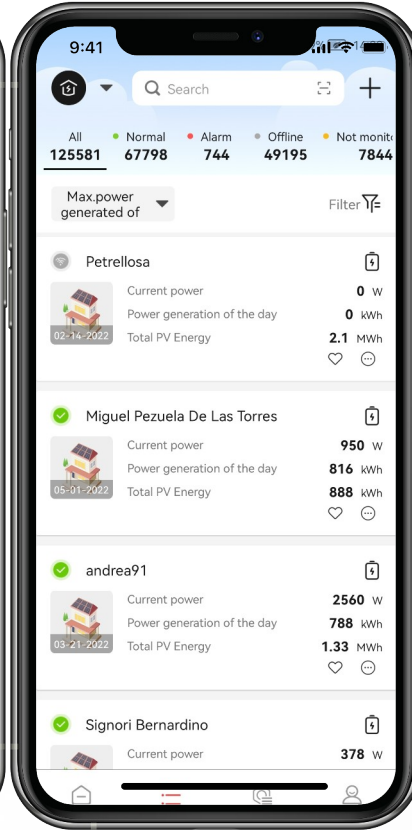 9:41
Search
All Normal Alarm Offline Not monito
125581 67798 744 49195 7844
Max.power
generated of
Filter
Petrellosa
Current power 0 W
Power generation of the day 0 kWh
02-14-2022
Total PV Energy 2.1 MWh
Miguel Pezuela De Las Torres
Current power 950 W
Power generation of the day 816 kWh
05-01-2022
Total PV Energy 888 kWh
andrea91
Current power 2560 W
Power generation of the day 788 kWh
03-21-2022
Total PV Energy 1.33 MWh
Signori Bernardino
Current power 378 W